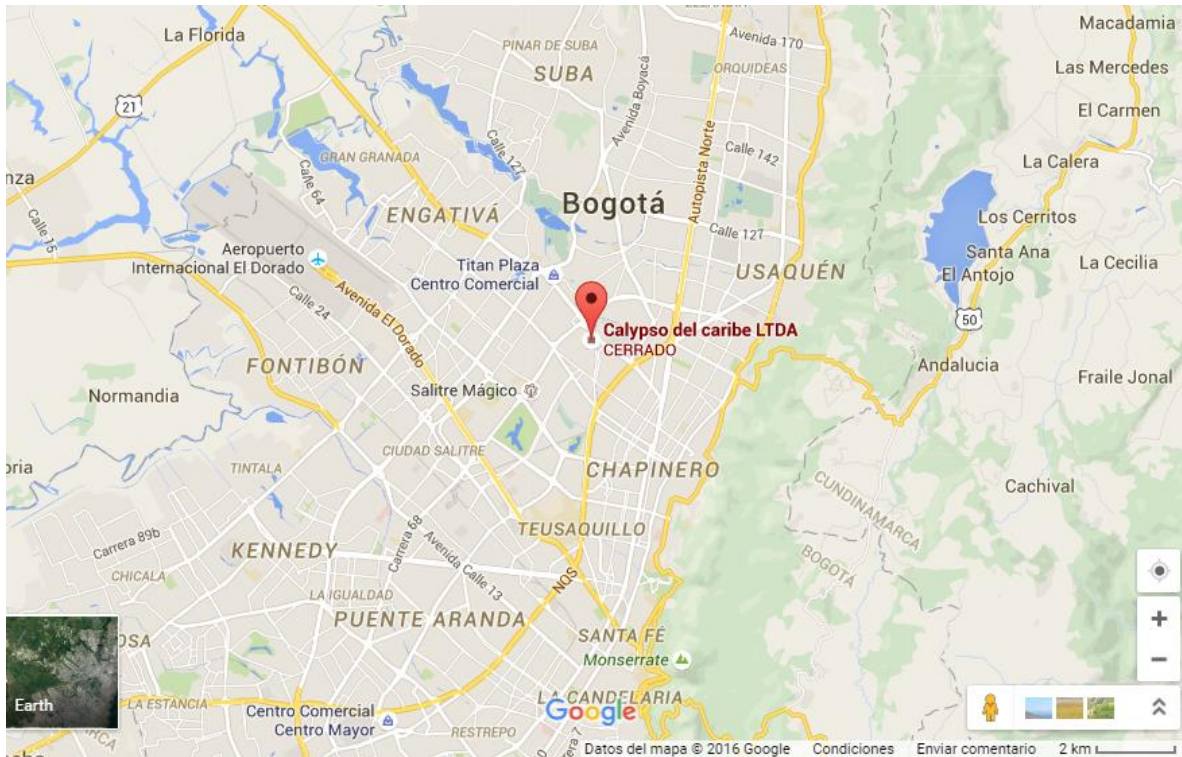 La Florida
PINAR DE SUBA
SUBA
Avenida Boyacá
Avenida 170
ORQUIDEAS
Macadamia
Las Mercedes
El Carmen
21
Calle 127
Calle 142
GRAN GRANADA
Calle 64
Autopista Norte
La Calera
ENGATIVÁ
Bogotá
Calle 127
Los Cerritos
Calle 15
Aeropuerto
Internacional El Dorado
Titan Plaza
Centro Comercial
USAQUÉN
Santa Ana
El Antojo
La Cecilia
Calle 24
Avenida El Dorado
Calypso del caribe LTDA
CERRADO
50
FONTIBÓN
Andalucia
Fraile Jonal
Normandia
Salitre Mágico
CIUDAD SALITRE
TINTALA
CHAPINERO
CUNDINAMARCA
BOGOTÁ
Cachival
TEUSAQUILLO
Carrera 89b
KENNEDY
Carrera 68
Avenida Calle 13
NQS
CHICALA
LA IGUALDAD
PUENTE ARANDA
SANTA FÉ
Monserrate
Earth
LA ESTANCIA
LA CANDELARIA
Google
Centro Comercial
Centro Mayor
RESTREPO
Datos del mapa © 2016 Google Condiciones Enviar comentario 2 km